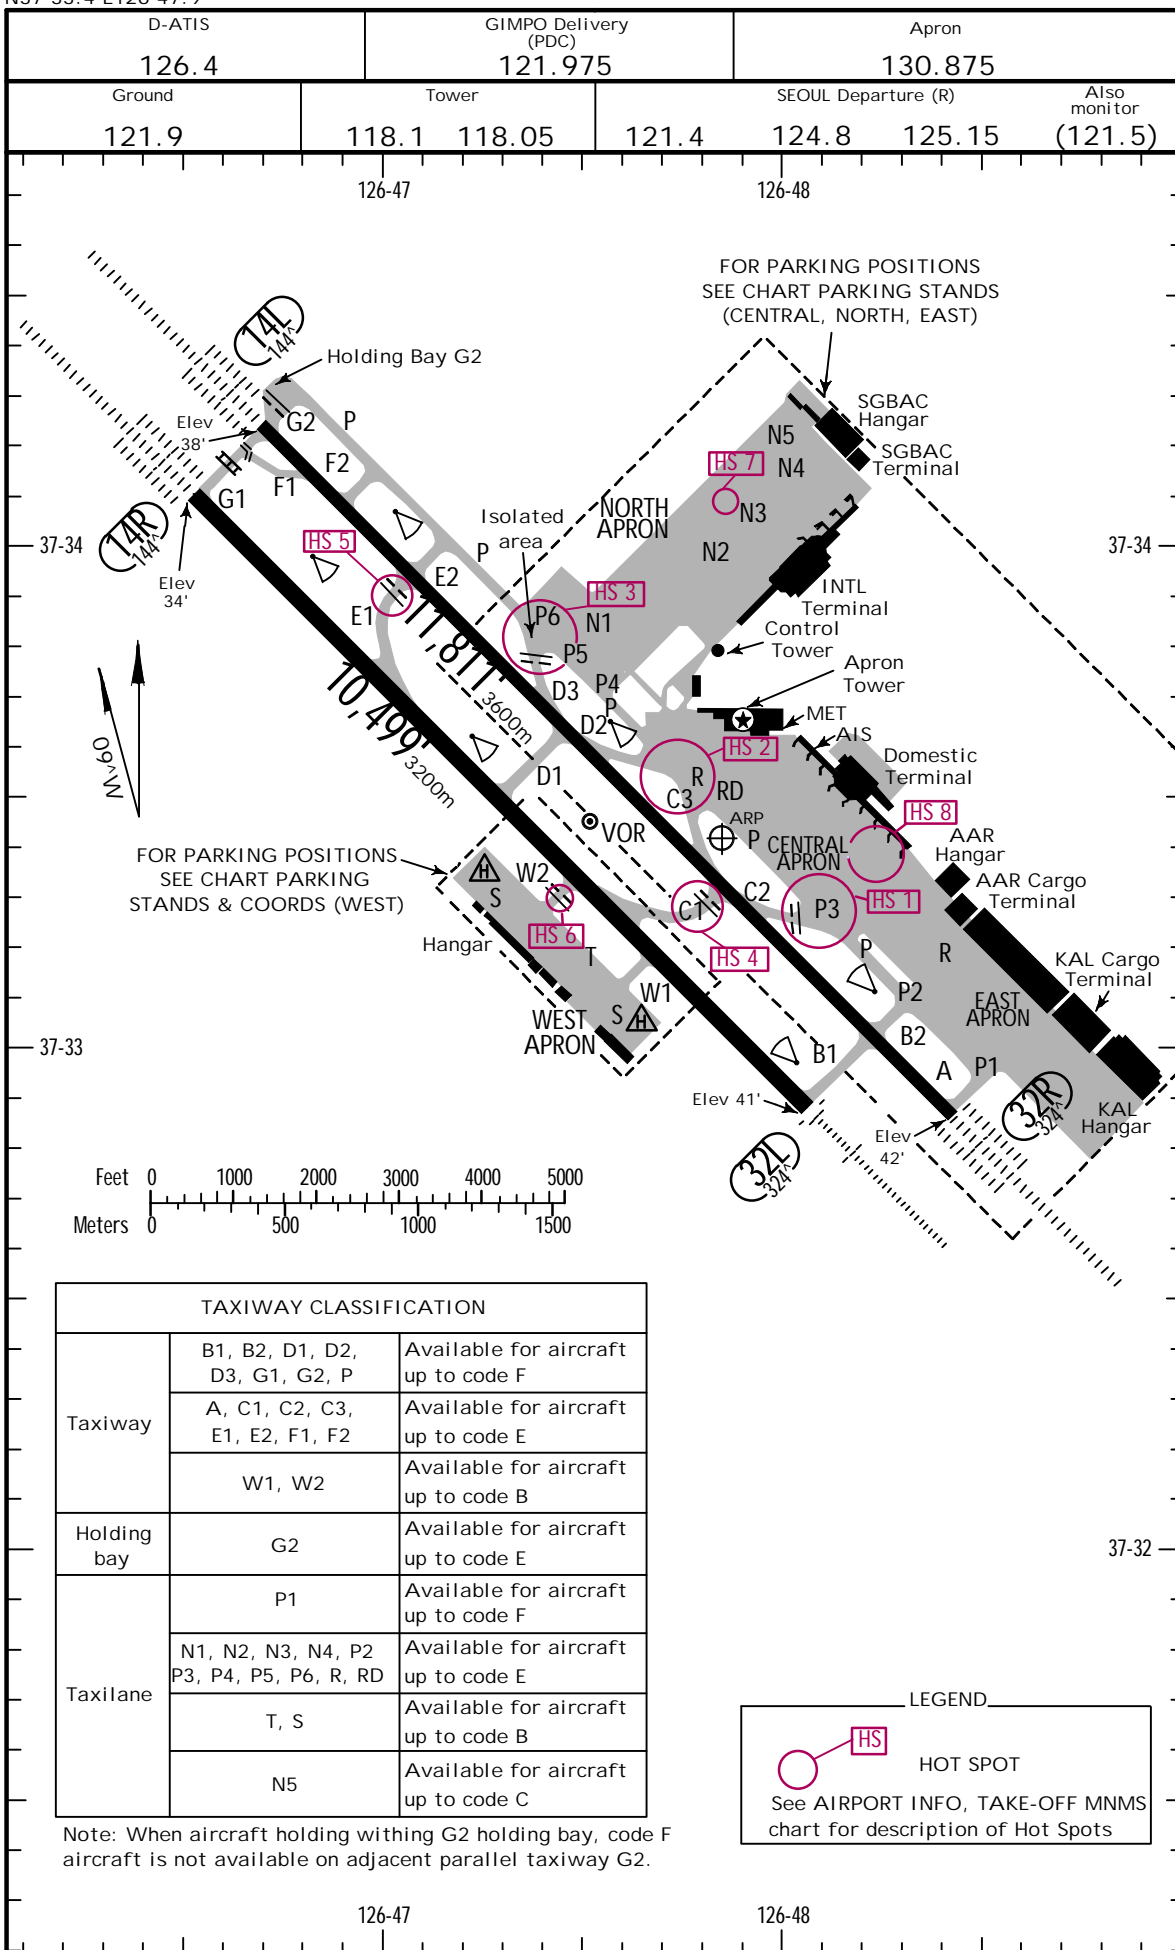 D-ATIS
126.4
GIMPO Delivery
(PDC)
121.975
Apron
130.875
Ground
121.9
Tower
118.1 118.05
SEOUL Departure (R)
121.4 124.8 125.15
Also
monitor
(121.5)
126-47
126-48
FOR PARKING POSITIONS
SEE CHART PARKING STANDS
(CENTRAL, NORTH, EAST)
14L
144^
Holding Bay G2
Elev
38'
G2
P
F2
F1
G1
SGBAC
Hangar
SGBAC
Terminal
N5
N4
HS 7
N3
NORTH
APRON
N2
14R
144^
37-34
37-34
Elev
34'
HS 5
Isolated
area
P
E2
E1
HS 3
P6
N1
P5
INTL
Terminal
Control
Tower
Apron
Tower
11,811'
3600m
10,499'
3200m
D3
P4
P
D2
MET
AIS
Domestic
Terminal
HS 2
R
RD
C3
D1
VOR
ARP
P
CENTRAL
APRON
HS 8
AAR
Hangar
AAR Cargo
Terminal
W^60
FOR PARKING POSITIONS
SEE CHART PARKING
STANDS & COORDS (WEST)
H
S
W2
HS 6
Hangar
T
C1
C2
HS 4
P3
HS 1
P
R
KAL Cargo
Terminal
W1
S
H
WEST
APRON
P2
EAST
APRON
B2
B1
A
P1
37-33
Elev 41'
Elev
42'
32R
324^
KAL
Hangar
32L
324^
Feet 0 1000 2000 3000 4000 5000
Meters 0 500 1000 1500
TAXIWAY CLASSIFICATION
Taxiway
B1, B2, D1, D2,
D3, G1, G2, P
Available for aircraft
up to code F
A, C1, C2, C3,
E1, E2, F1, F2
Available for aircraft
up to code E
W1, W2
Available for aircraft
up to code B
Holding
bay
G2
Available for aircraft
up to code E
Taxilane
P1
Available for aircraft
up to code F
N1, N2, N3, N4, P2
P3, P4, P5, P6, R, RD
Available for aircraft
up to code E
T, S
Available for aircraft
up to code B
N5
Available for aircraft
up to code C
37-32
Note: When aircraft holding withing G2 holding bay, code F
aircraft is not available on adjacent parallel taxiway G2.
LEGEND
HS
HOT SPOT
See AIRPORT INFO, TAKE-OFF MNMS
chart for description of Hot Spots
126-47
126-48